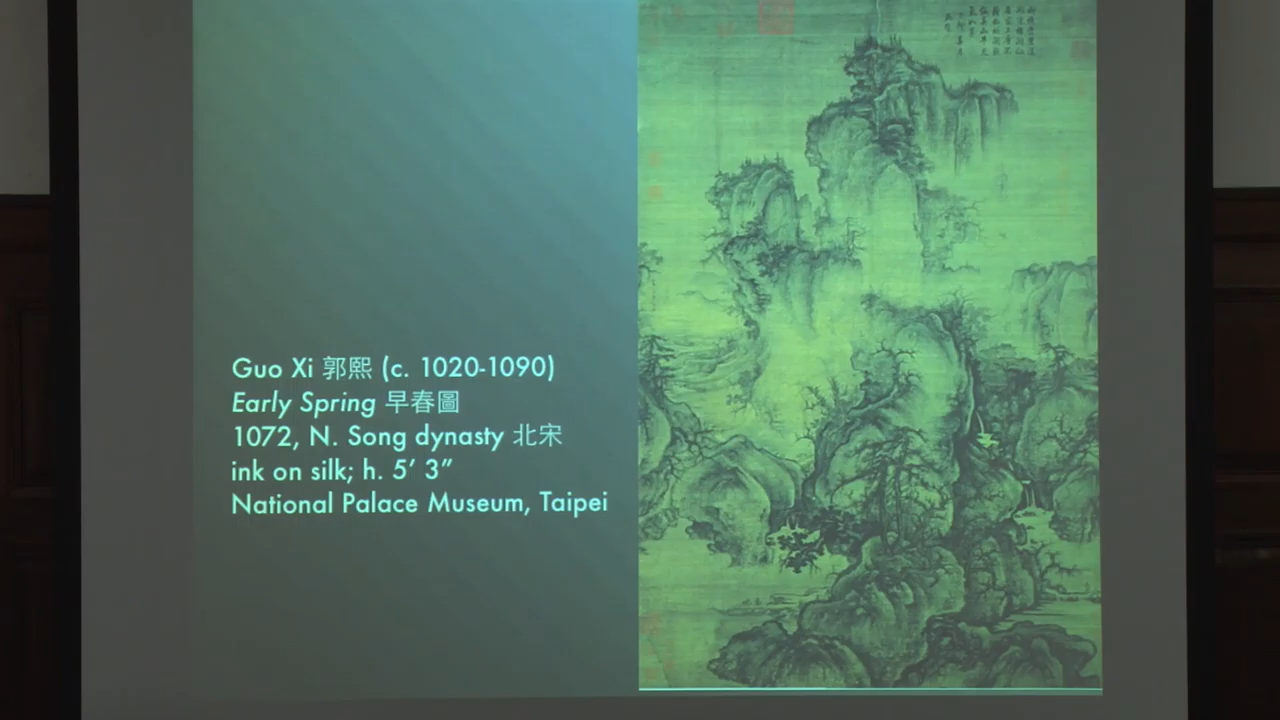 Guo Xi 郭熙 (c. 1020-1090)
Early Spring 早春圖
1072, N. Song dynasty 北宋
ink on silk; h. 5’ 3”
National Palace Museum, Taipei